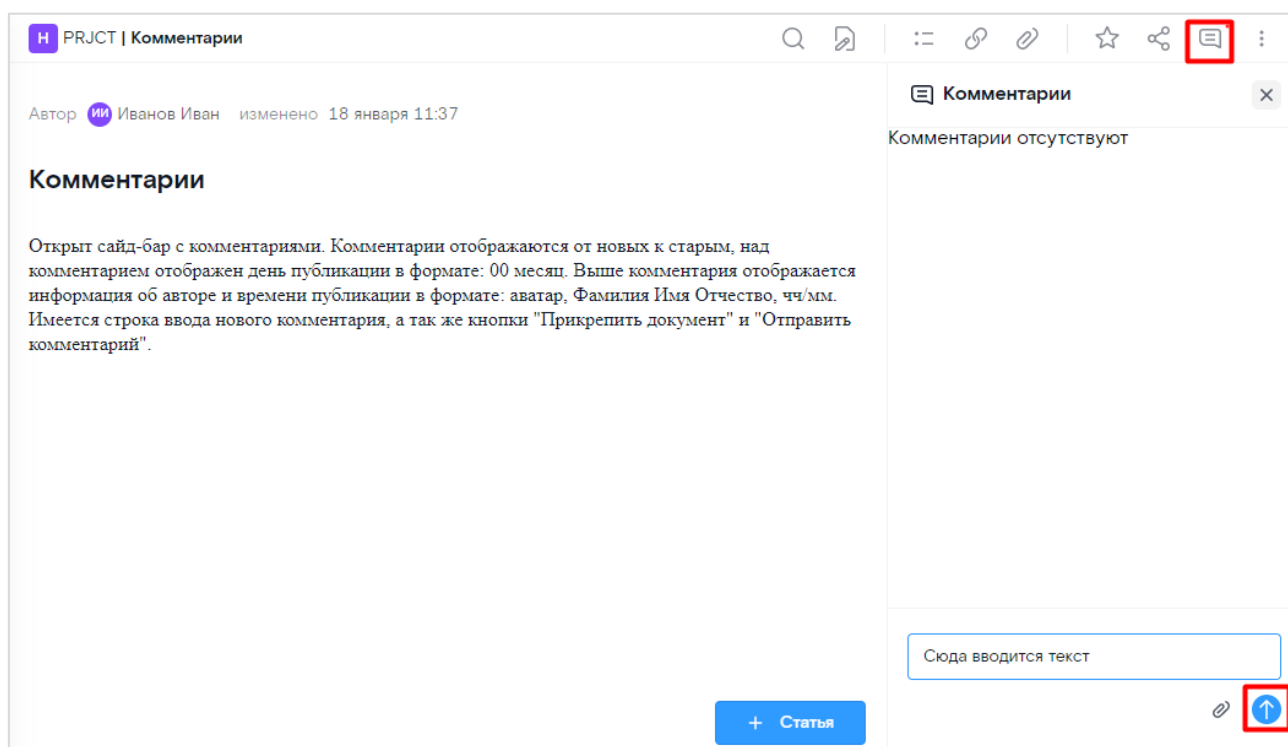 Н PRJCT | Комментарии
Автор ИИ Иванов Иван изменено 18 января 11:37
Комментарии
Открыт сайд-бар с комментариями. Комментарии отображаются от новых к старым, над
комментарием отображен день публикации в формате: 00 месяц. Выше комментария отображается
информация об авторе и времени публикации в формате: аватар, Фамилия Имя Отчество, чч/мм.
Имеется строка ввода нового комментария, а так же кнопки "Прикрепить документ" и "Отправить
комментарий".
+ Статья
Комментарии
Комментарии отсутствуют
Сюда вводится текст